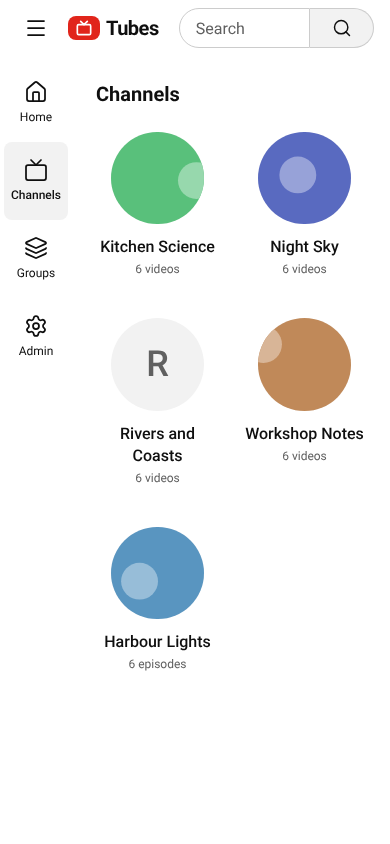 Tubes
Search
Home
Channels
Groups
Admin
Channels
Kitchen Science
6 videos
Night Sky
6 videos
R
Rivers and
Coasts
6 videos
Workshop Notes
6 videos
Harbour Lights
6 episodes